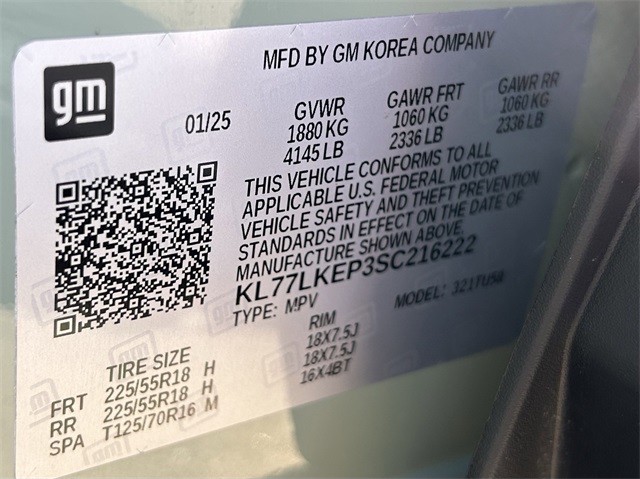 MFD BY GM KOREA COMPANY
gm
01/25
GVWR GAWR FRT GAWR RR
1880 KG 1060 KG 1060 KG
4145 LB 2336 LB 2336 LB
THIS VEHICLE CONFORMS TO ALL
APPLICABLE U.S. FEDERAL MOTOR
VEHICLE SAFETY AND THEFT PREVENTION
STANDARDS IN EFFECT ON THE DATE OF
MANUFACTURE SHOWN ABOVE.
KL77LKEP3SC216222
TYPE: MPV MODEL: 321TU58
TIRE SIZE RIM
FRT 225/55R18 H 18X7.5J
RR 225/55R18 H 18X7.5J
SPA T125/70R16 M 16X4BT